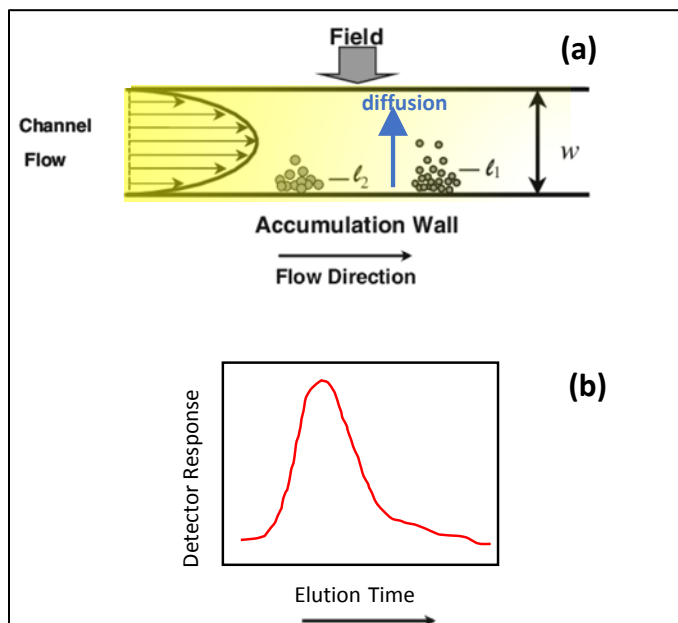 Field
(a)
diffusion
Channel
Flow
ℓ2
ℓ1
w
Accumulation Wall
Flow Direction
(b)
Detector Response
Elution Time